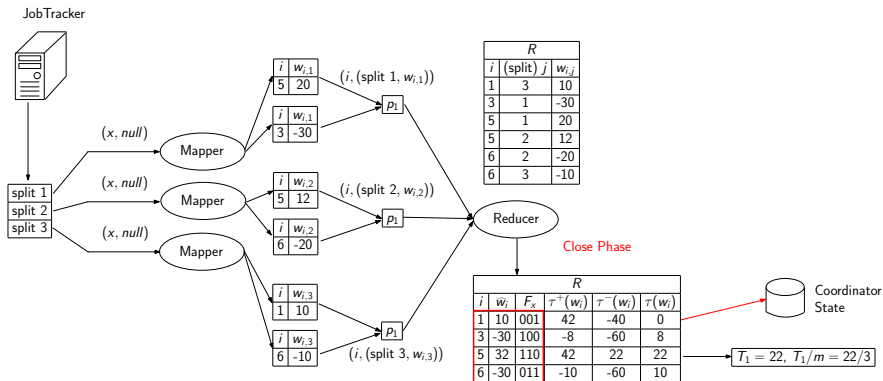 JobTracker
split 1
split 2
split 3
(x, null)
(x, null)
(x, null)
Mapper
Mapper
Mapper
i w_{i,1}
5 20
i w_{i,1}
3 -30
i w_{i,2}
5 12
i w_{i,2}
6 -20
i w_{i,3}
1 10
i w_{i,3}
6 -10
(i, (split 1, w_{i,1}))
p_1
(i, (split 2, w_{i,2}))
p_1
p_1
(i, (split 3, w_{i,3}))
R
i (split) j w_{i,j}
1 3 10
3 1 -30
5 1 20
5 2 12
6 2 -20
6 3 -10
Reducer
Close Phase
R
i ŵ_i F_x τ⁺(w_i) τ⁻(w_i) τ(w_i)
1 10 001 42 -40 0
3 -30 100 -8 -60 8
5 32 110 42 22 22
6 -30 011 -10 -60 10
Coordinator
State
T_1 = 22, T_1/m = 22/3